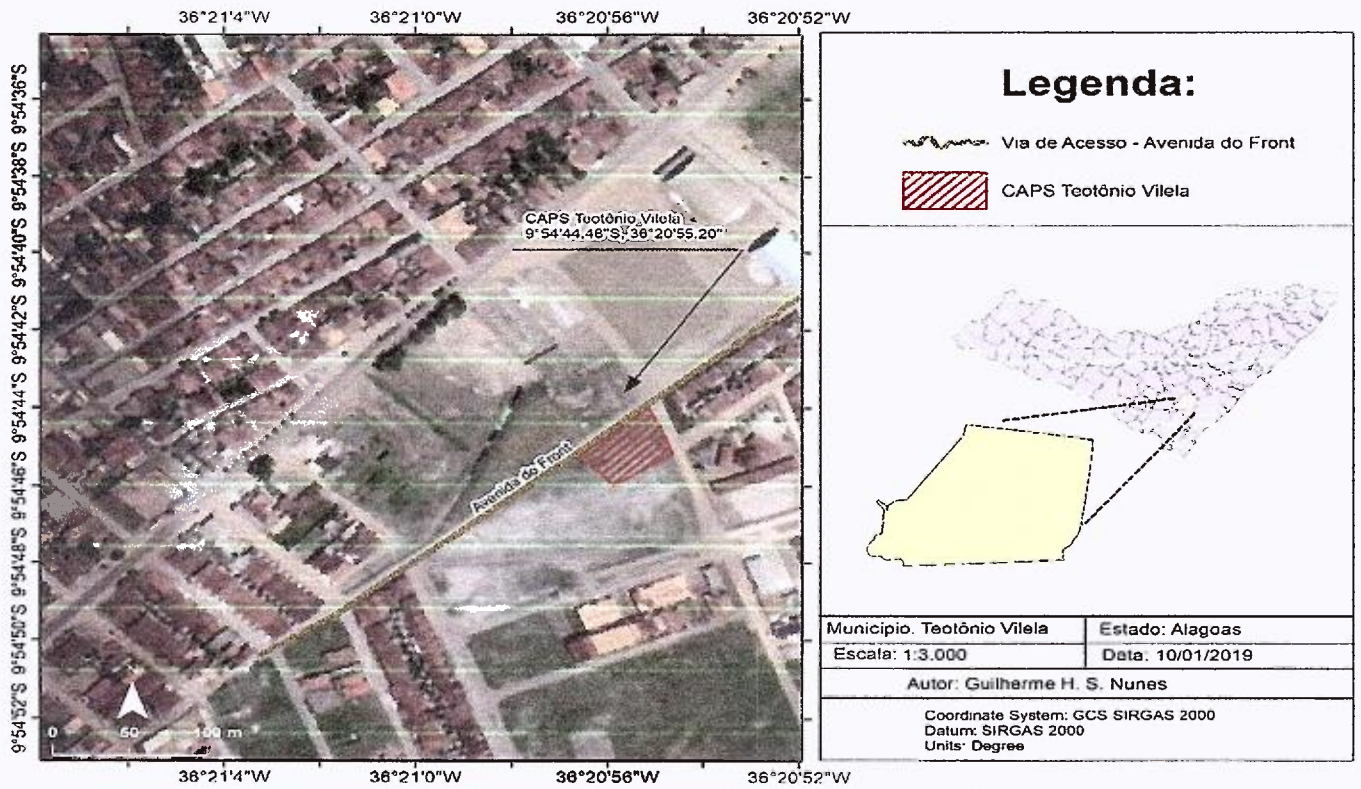 36°21'4"W 36°21'0"W 36°20'56"W 36°20'52"W
9°54'36"S
9°54'38"S
9°54'40"S
9°54'42"S
9°54'44"S
9°54'46"S
9°54'48"S
9°54'50"S
9°54'52"S
CAPS Teotônio Vilela
9°54'44.46"S, 36°20'55.20"
Avenida do Front
0 50 100 m
36°21'4"W 36°21'0"W 36°20'56"W 36°20'52"W
Legenda:
Via de Acesso - Avenida do Front
CAPS Teotônio Vilela
Município. Teotônio Vilela
Estado: Alagoas
Escala: 1:3.000
Data: 10/01/2019
Autor: Guilherme H. S. Nunes
Coordinate System: GCS SIRGAS 2000
Datum: SIRGAS 2000
Units: Degree